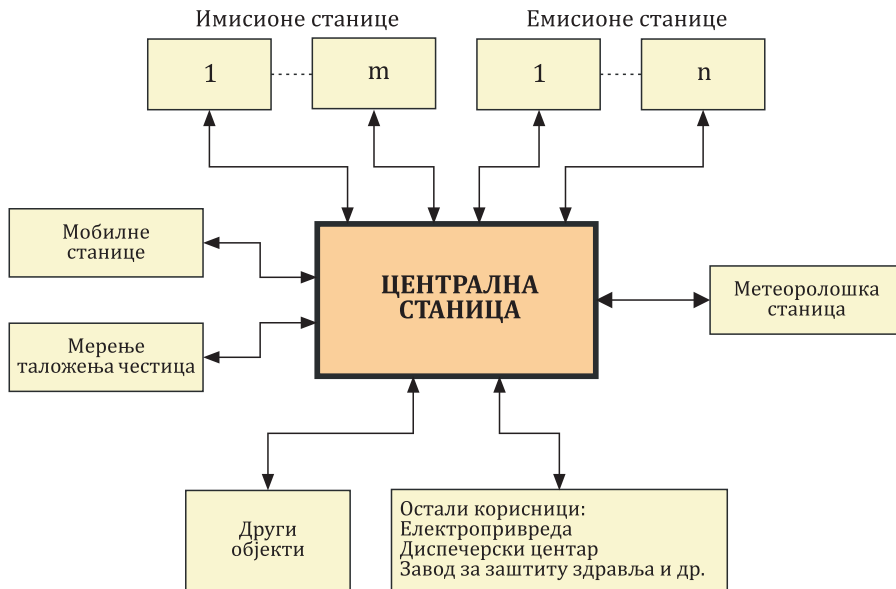 Имисионе станице
Емисионе станице
1
m
1
n
Мобилне
станице
ЦЕНТРАЛНА
СТАНИЦА
Метеоролошка
станица
Мерење
таложења честица
Други
објекти
Остали корисници:
Електропривреда
Диспечерски центар
Завод за заштиту здравља и др.